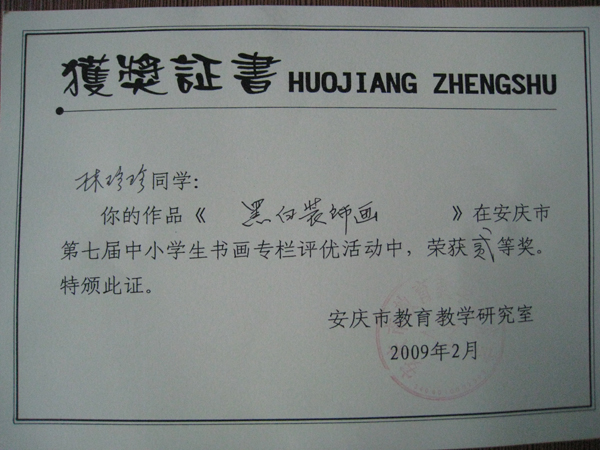 獲獎証書 HUOJIANG ZHENGSHU
林珍珍同学：
你的作品《 黑白装饰画 》在安庆市
第七届中小学生书画专栏评优活动中，荣获贰等奖。
特颁此证。
安庆市教育教学研究室
2009年2月